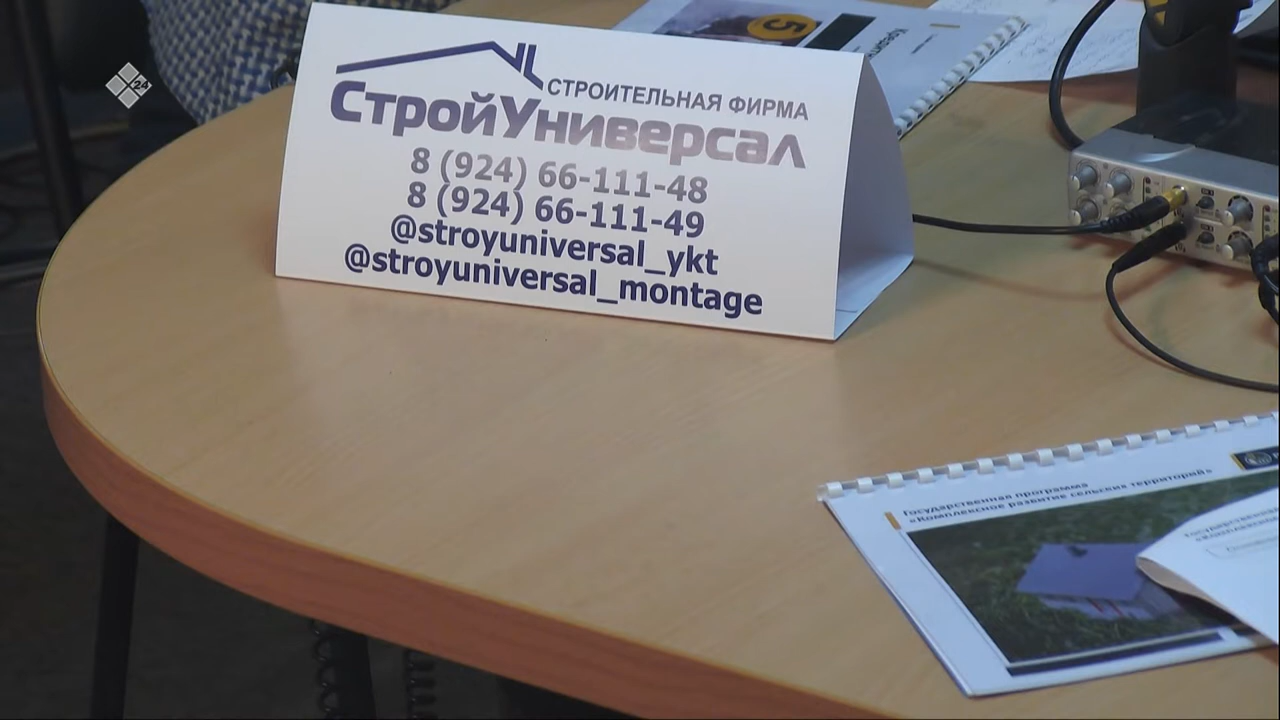 24
5
СТРОИТЕЛЬНАЯ ФИРМА
СтройУниверсал
8 (924) 66-111-48
8 (924) 66-111-49
@stroyuniversal_ykt
@stroyuniversal_montage
Государственная программа
«Комплексное развитие сельских территорий»